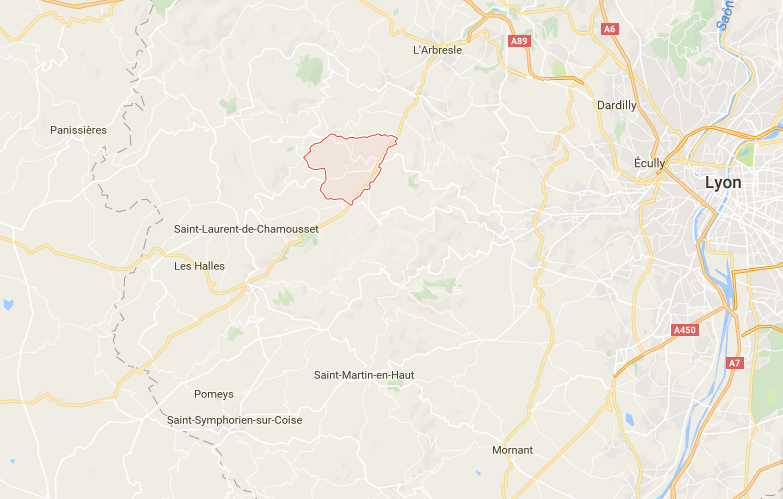 Saôn
A6
A89
L'Arbresle
Dardilly
Panissières
Écully
Lyon
Saint-Laurent-de-Chamousset
Les Halles
A450
A7
Saint-Martin-en-Haut
Pomeys
Saint-Symphorien-sur-Coise
Mornant